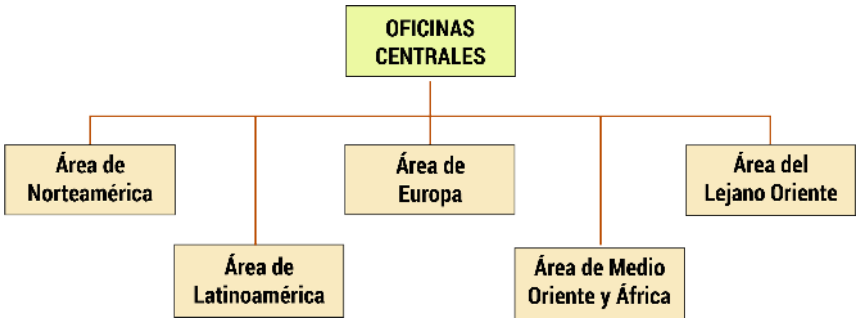 OFICINAS
CENTRALES
Área de
Norteamérica
Área de
Europa
Área del
Lejano Oriente
Área de
Latinoamérica
Área de Medio
Oriente y África